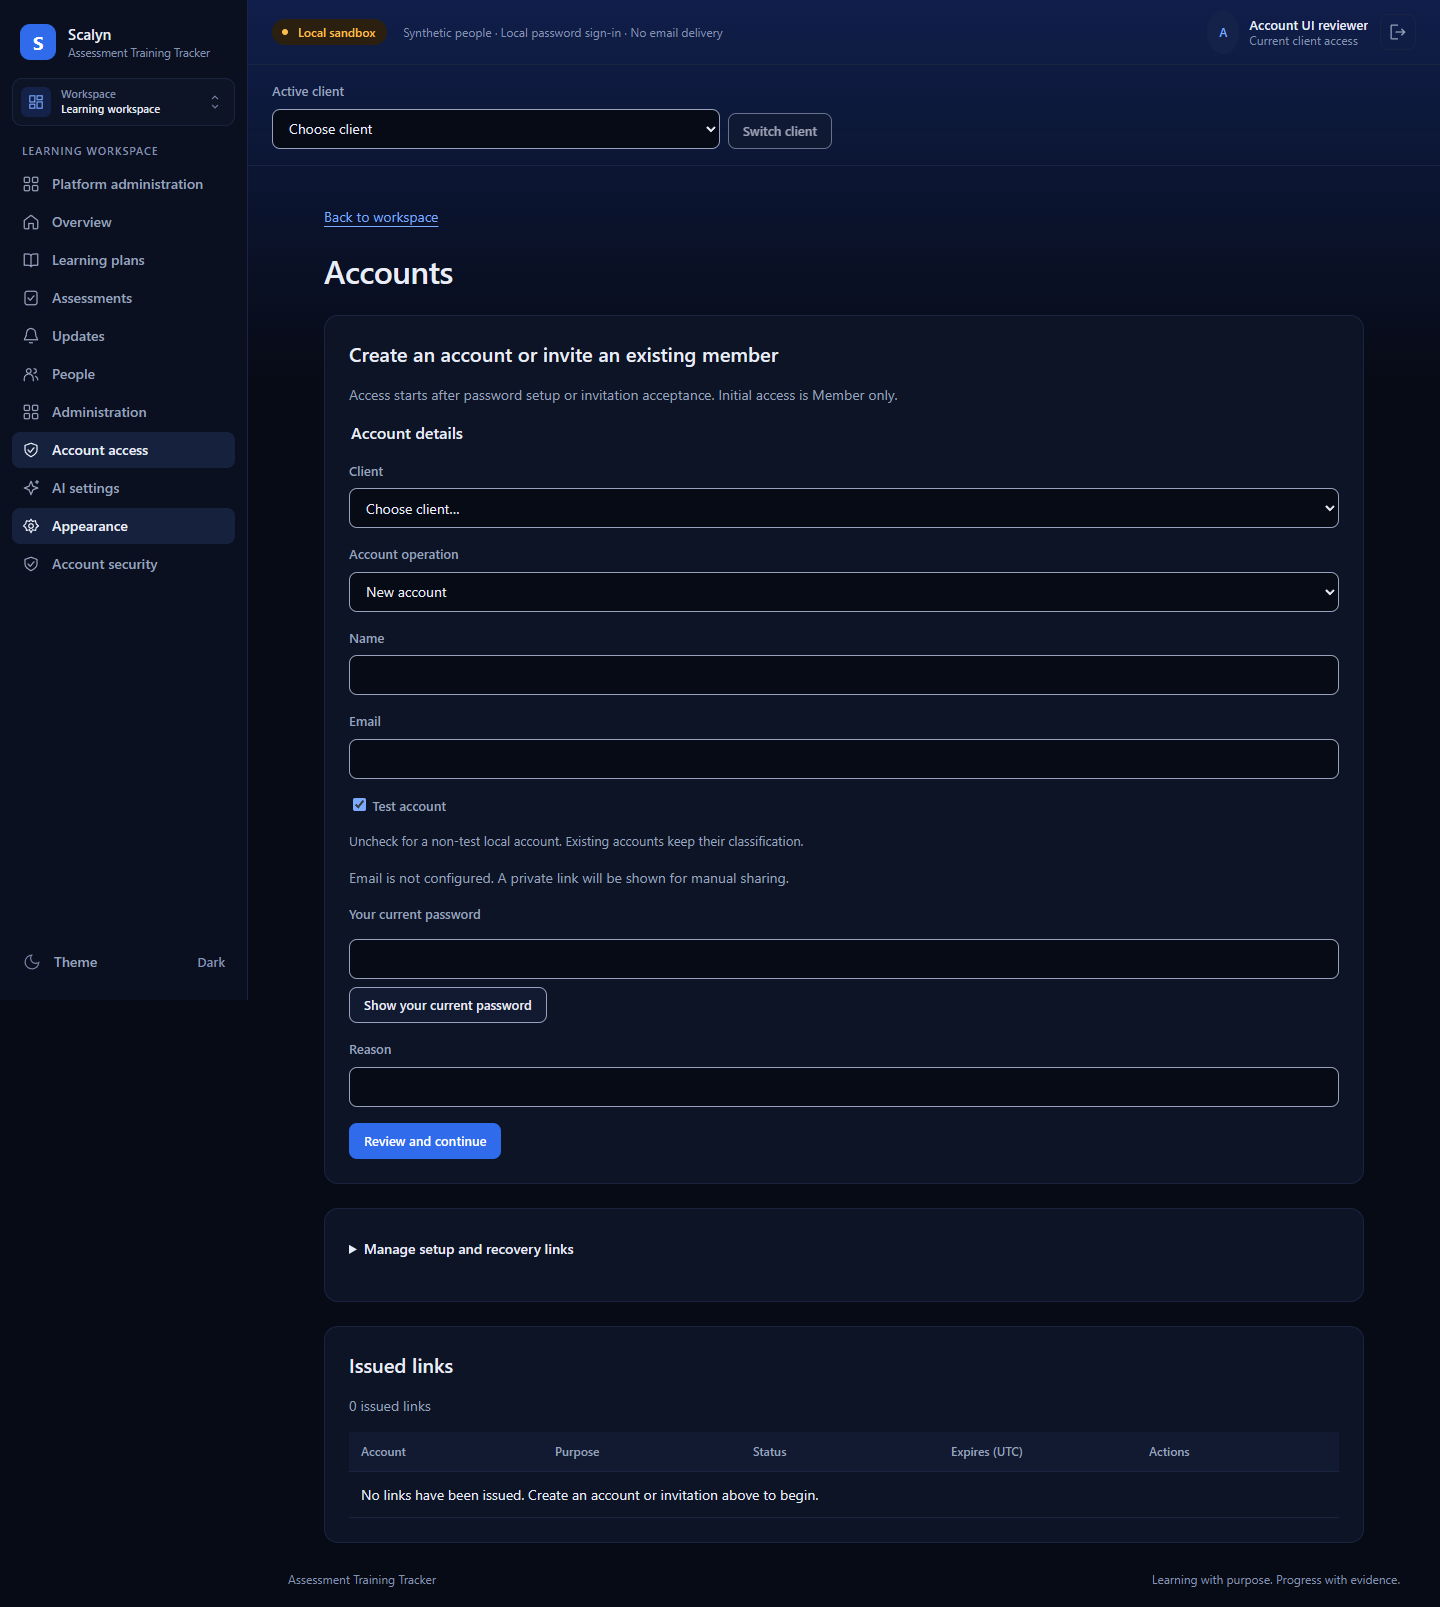 S
Scalyn
Assessment Training Tracker
Workspace
Learning workspace
LEARNING WORKSPACE
Platform administration
Overview
Learning plans
Assessments
Updates
People
Administration
Account access
AI settings
Appearance
Account security
Theme
Dark
Local sandbox
Synthetic people · Local password sign-in · No email delivery
A
Account UI reviewer
Current client access
Active client
Choose client
Switch client
Back to workspace
Accounts
Create an account or invite an existing member
Access starts after password setup or invitation acceptance. Initial access is Member only.
Account details
Client
Choose client...
Account operation
New account
Name
Email
Test account
Uncheck for a non-test local account. Existing accounts keep their classification.
Email is not configured. A private link will be shown for manual sharing.
Your current password
Show your current password
Reason
Review and continue
Manage setup and recovery links
Issued links
0 issued links
Account Purpose Status Expires (UTC) Actions
No links have been issued. Create an account or invitation above to begin.
Assessment Training Tracker
Learning with purpose. Progress with evidence.